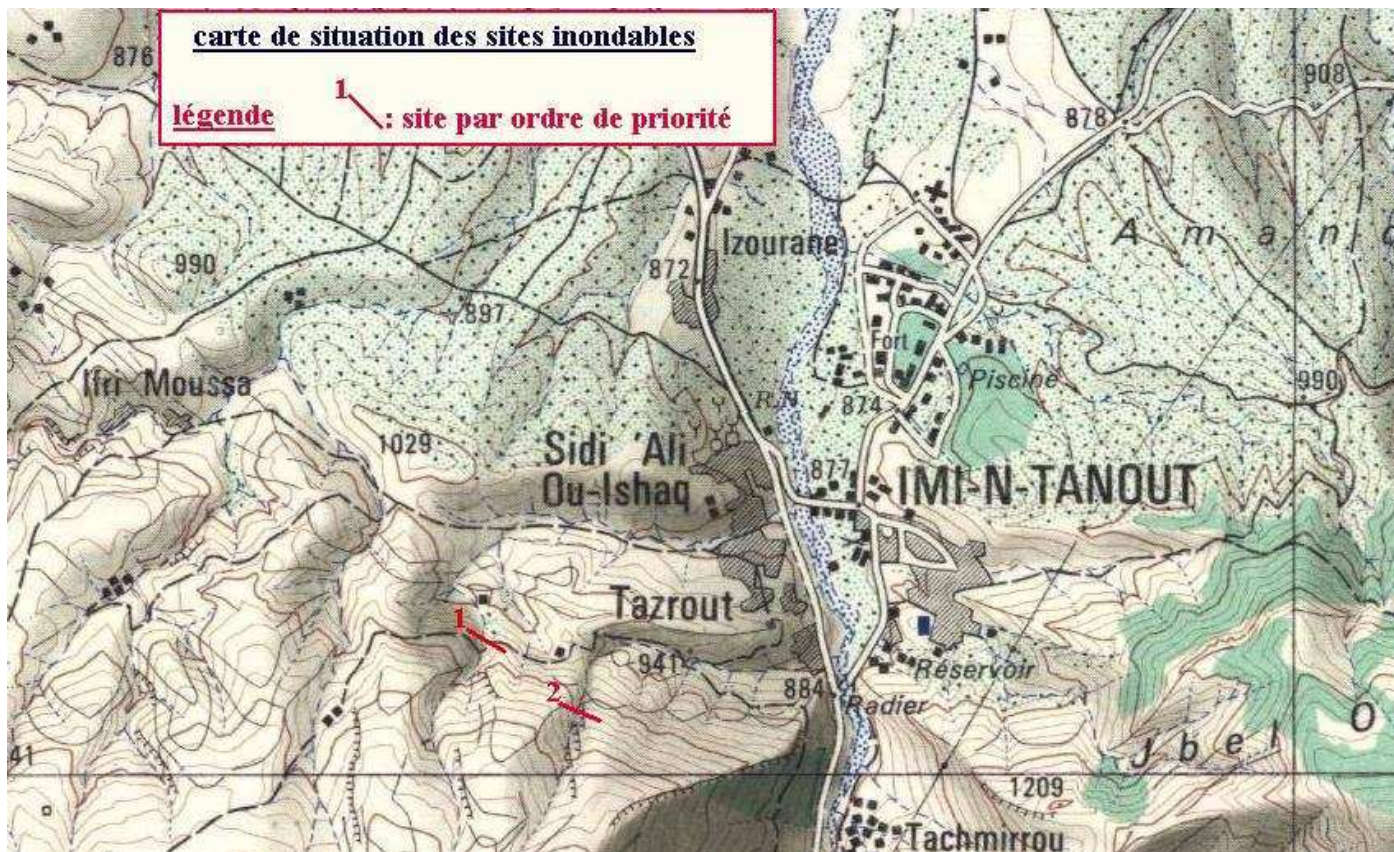 carte de situation des sites inondables
1
légende
: site par ordre de priorité
876
908
878
Izourane
A m a n
990
872
897
Fort
Piscine
Ifri Moussa
990
R.N
874
1029
Sidi 'Ali
Ou-Ishaq
877
IMI-N-TANOUT
Tazrout
1
941
Réservoir
2
884
Radier
O
Jbel
41
1209
Tachmirrou